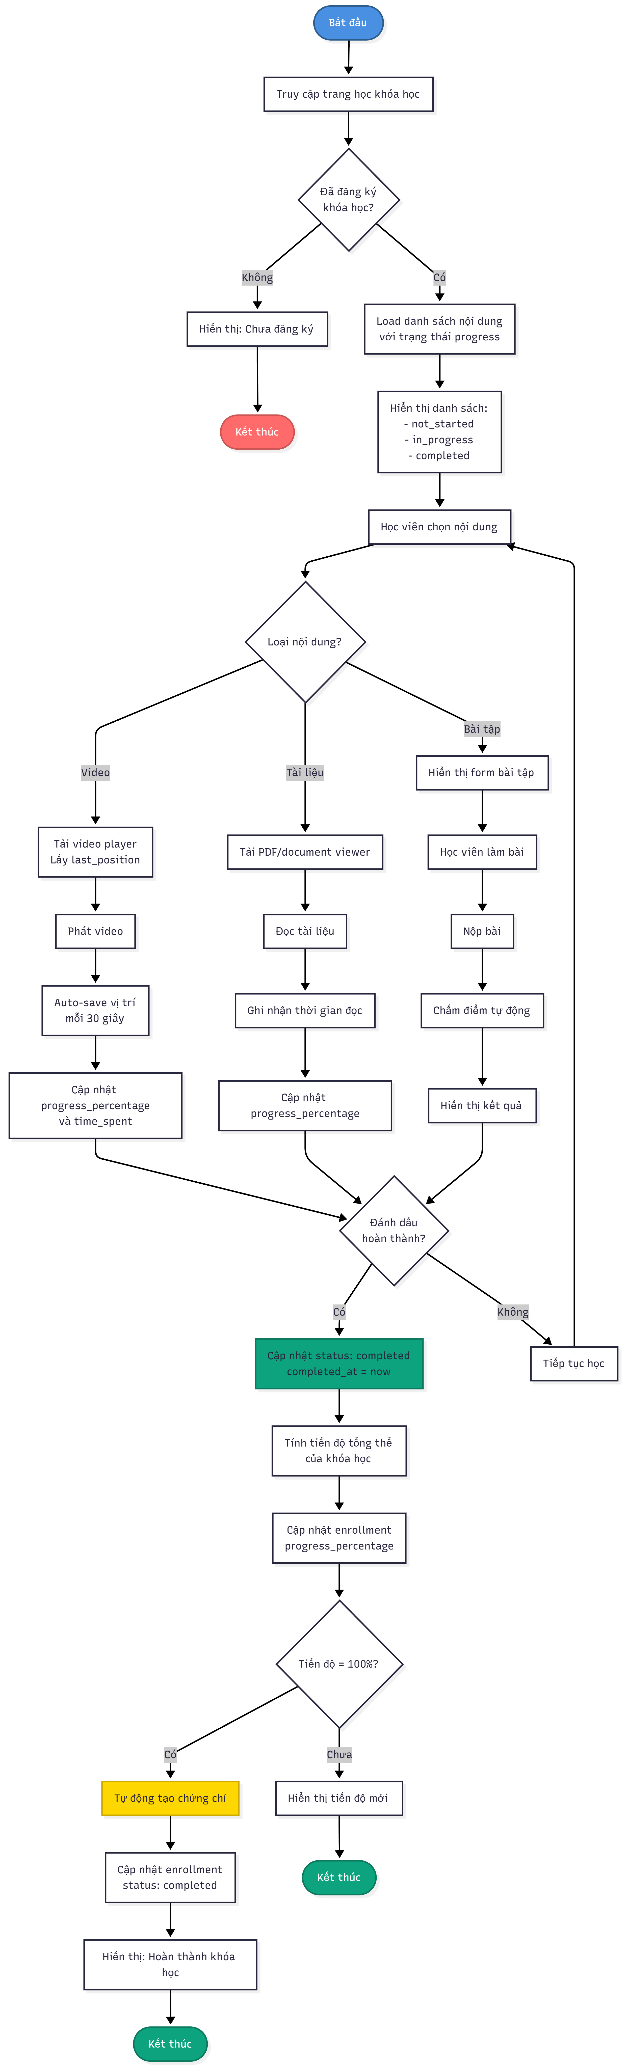 Bắt đầu
Truy cập trang học khóa học
Đã đăng ký
khóa học?
Không
Có
Hiển thị: Chưa đăng ký
Load danh sách nội dung
với trạng thái progress
Kết thúc
Hiển thị danh sách:
- not_started
- in_progress
- completed
Học viên chọn nội dung
Loại nội dung?
Video
Tài liệu
Bài tập
Hiển thị form bài tập
Tải video player
Lấy last_position
Tải PDF/document viewer
Học viên làm bài
Phát video
Đọc tài liệu
Nộp bài
Auto-save vị trí
mỗi 30 giây
Ghi nhận thời gian đọc
Chấm điểm tự động
Cập nhật
progress_percentage
và time_spent
Cập nhật
progress_percentage
Hiển thị kết quả
Đánh dấu
hoàn thành?
Có
Không
Cập nhật status: completed
completed_at = now
Tiếp tục học
Tính tiến độ tổng thể
của khóa học
Cập nhật enrollment
progress_percentage
Tiến độ = 100%?
Có
Chưa
Tự động tạo chứng chỉ
Hiển thị tiến độ mới
Cập nhật enrollment
status: completed
Kết thúc
Hiển thị: Hoàn thành khóa
học
Kết thúc